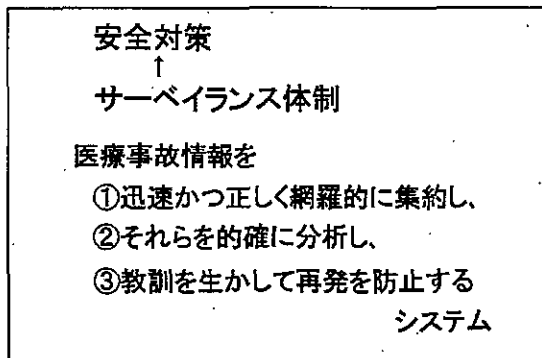 安全対策
↑
サーベイランス体制
医療事故情報を
①迅速かつ正しく網羅的に集約し、
②それらを的確に分析し、
③教訓を生かして再発を防止する
システム